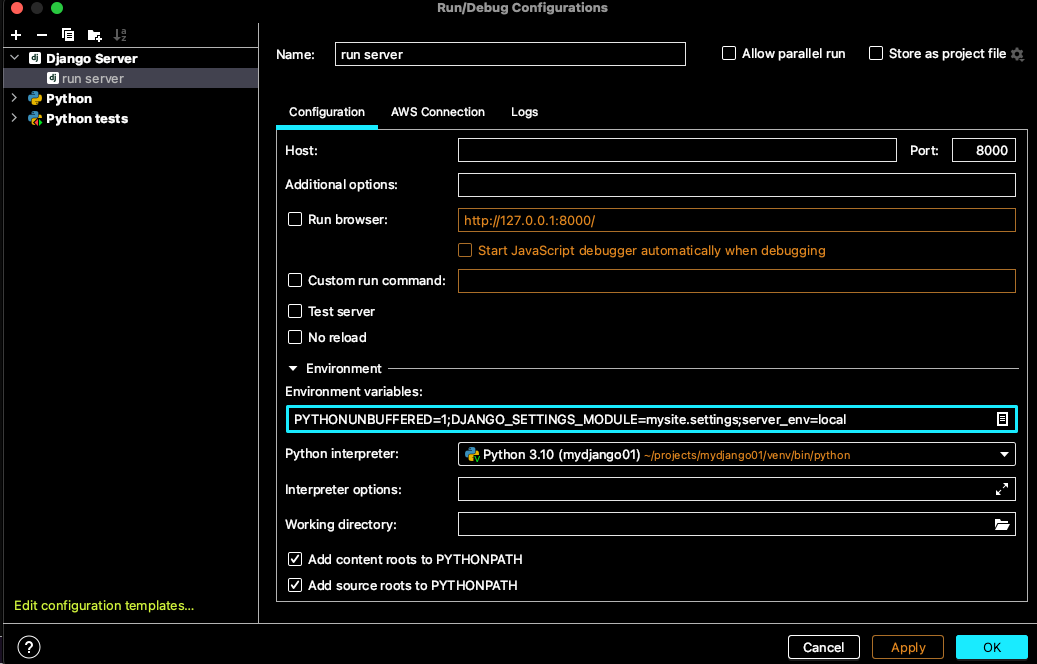 Run/Debug Configurations
Django Server
run server
Python
Python tests
Edit configuration templates...
Name: run server
Allow parallel run
Store as project file
Configuration AWS Connection Logs
Host: Port: 8000
Additional options:
Run browser: http://127.0.0.1:8000/
Start JavaScript debugger automatically when debugging
Custom run command:
Test server
No reload
Environment
Environment variables:
PYTHONUNBUFFERED=1;DJANGO_SETTINGS_MODULE=mysite.settings;server_env=local
Python interpreter: Python 3.10 (mydjango01) ~/projects/mydjango01/venv/bin/python
Interpreter options:
Working directory:
Add content roots to PYTHONPATH
Add source roots to PYTHONPATH
? Cancel Apply OK